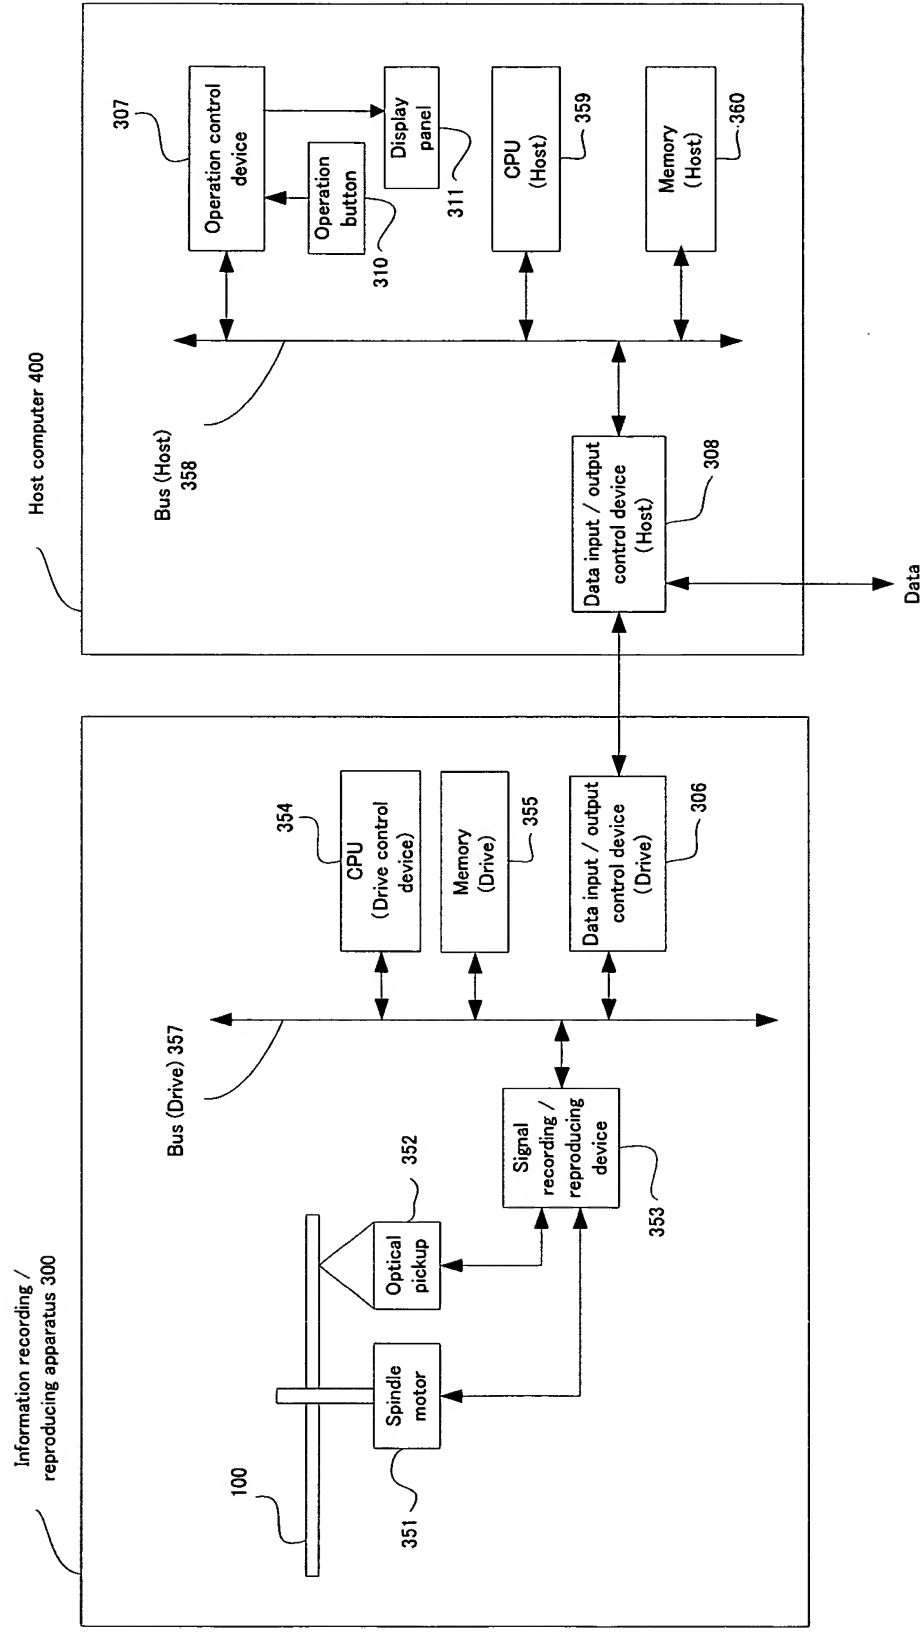 Information recording /
reproducing apparatus 300
100
Spindle
motor
351
Optical
pickup
352
Signal
recording /
reproducing
device
353
Bus (Drive) 357
CPU
(Drive control
device)
354
Memory
(Drive)
355
Data input / output
control device
(Drive)
306
Host computer 400
Bus (Host)
358
Operation control
device
307
Operation
button
310
Display
panel
311
CPU
(Host)
359
Memory
(Host)
360
Data input / output
control device
(Host)
308
Data